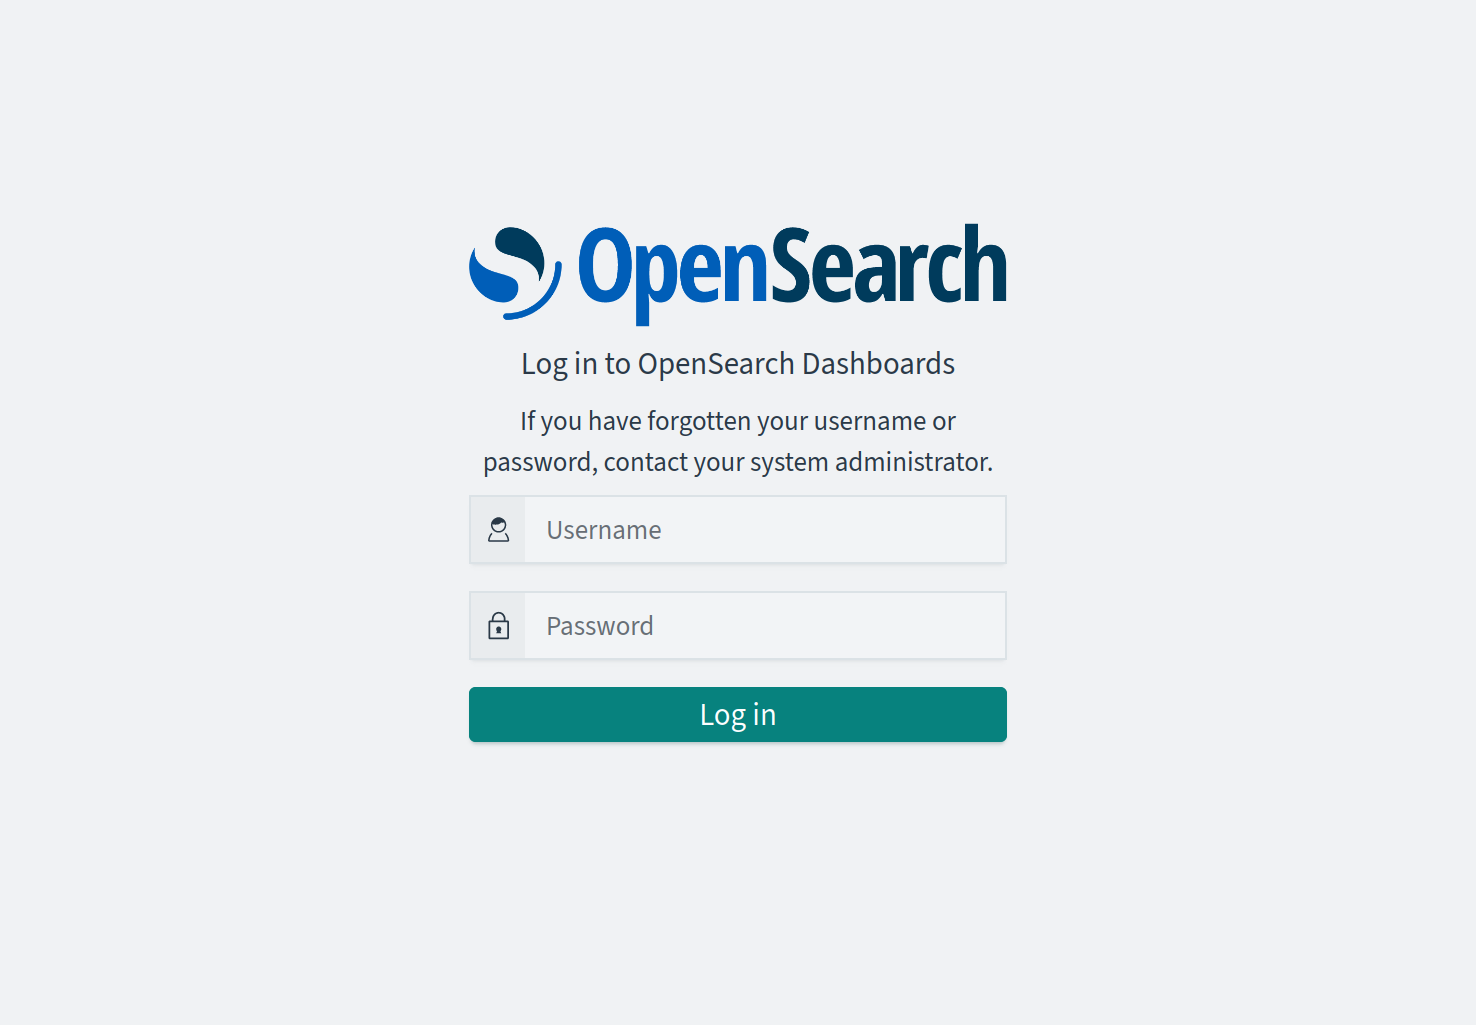 OpenSearch
Log in to OpenSearch Dashboards
If you have forgotten your username or
password, contact your system administrator.
Username
Password
Log in